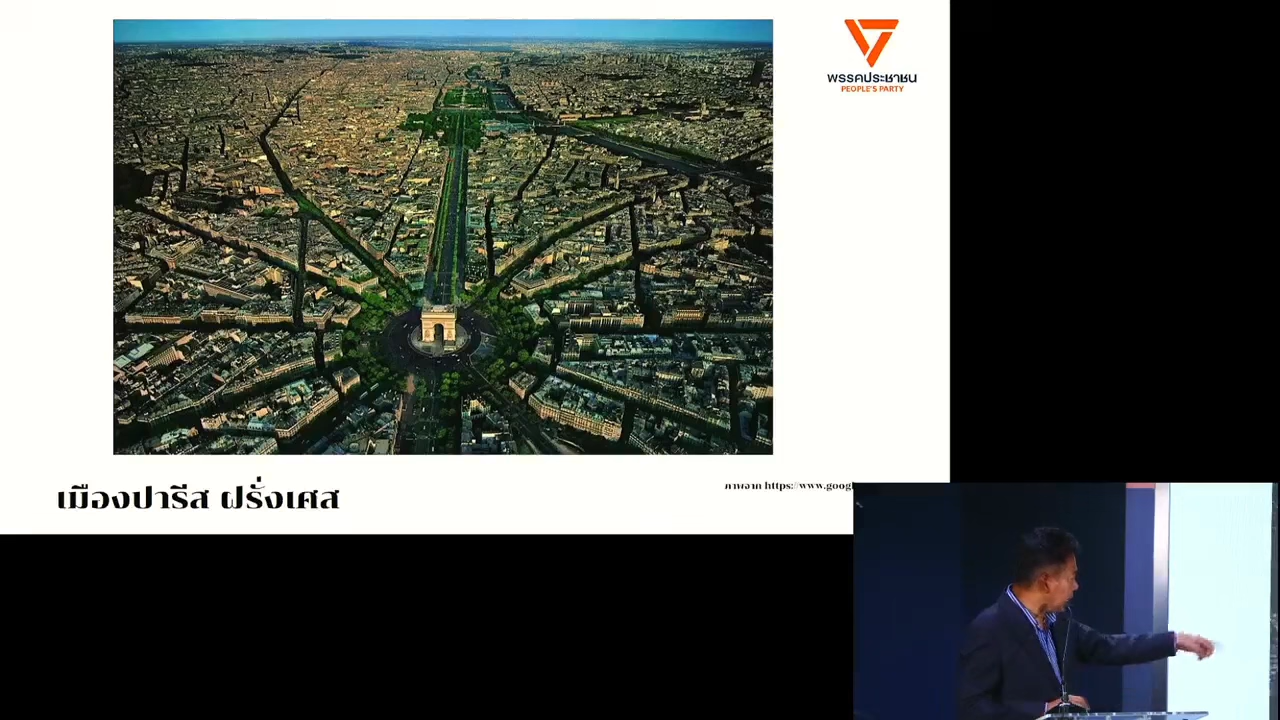 พรรคประชาชน
PEOPLE'S PARTY
เมืองปารีส ฝรั่งเศส
ภาพจาก https://www.googl